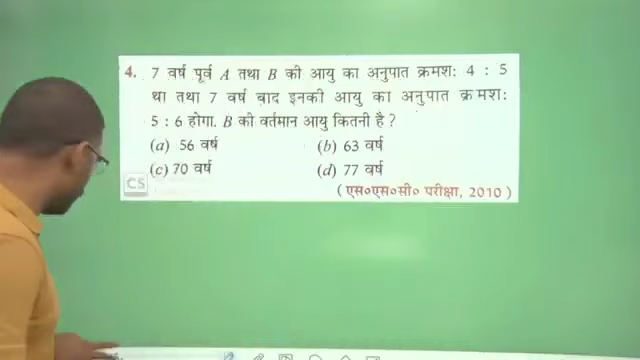 4. 7 वर्ष पूर्व A तथा B की आयु का अनुपात क्रमश: 4 : 5
था तथा 7 वर्ष बाद इनकी आयु का अनुपात क्रमश:
5 : 6 होगा. B की वर्तमान आयु कितनी है ?
(a) 56 वर्ष (b) 63 वर्ष
(c) 70 वर्ष (d) 77 वर्ष
(एस०एस०सी० परीक्षा, 2010)
CS